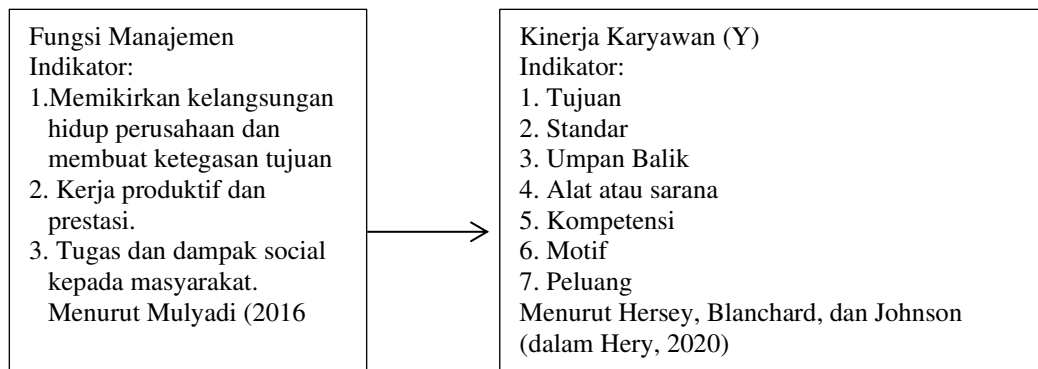 Fungsi Manajemen
Indikator:
1.Memikirkan kelangsungan
hidup perusahaan dan
membuat ketegasan tujuan
2. Kerja produktif dan
prestasi.
3. Tugas dan dampak social
kepada masyarakat.
Menurut Mulyadi (2016
Kinerja Karyawan (Y)
Indikator:
1. Tujuan
2. Standar
3. Umpan Balik
4. Alat atau sarana
5. Kompetensi
6. Motif
7. Peluang
Menurut Hersey, Blanchard, dan Johnson
(dalam Hery, 2020)